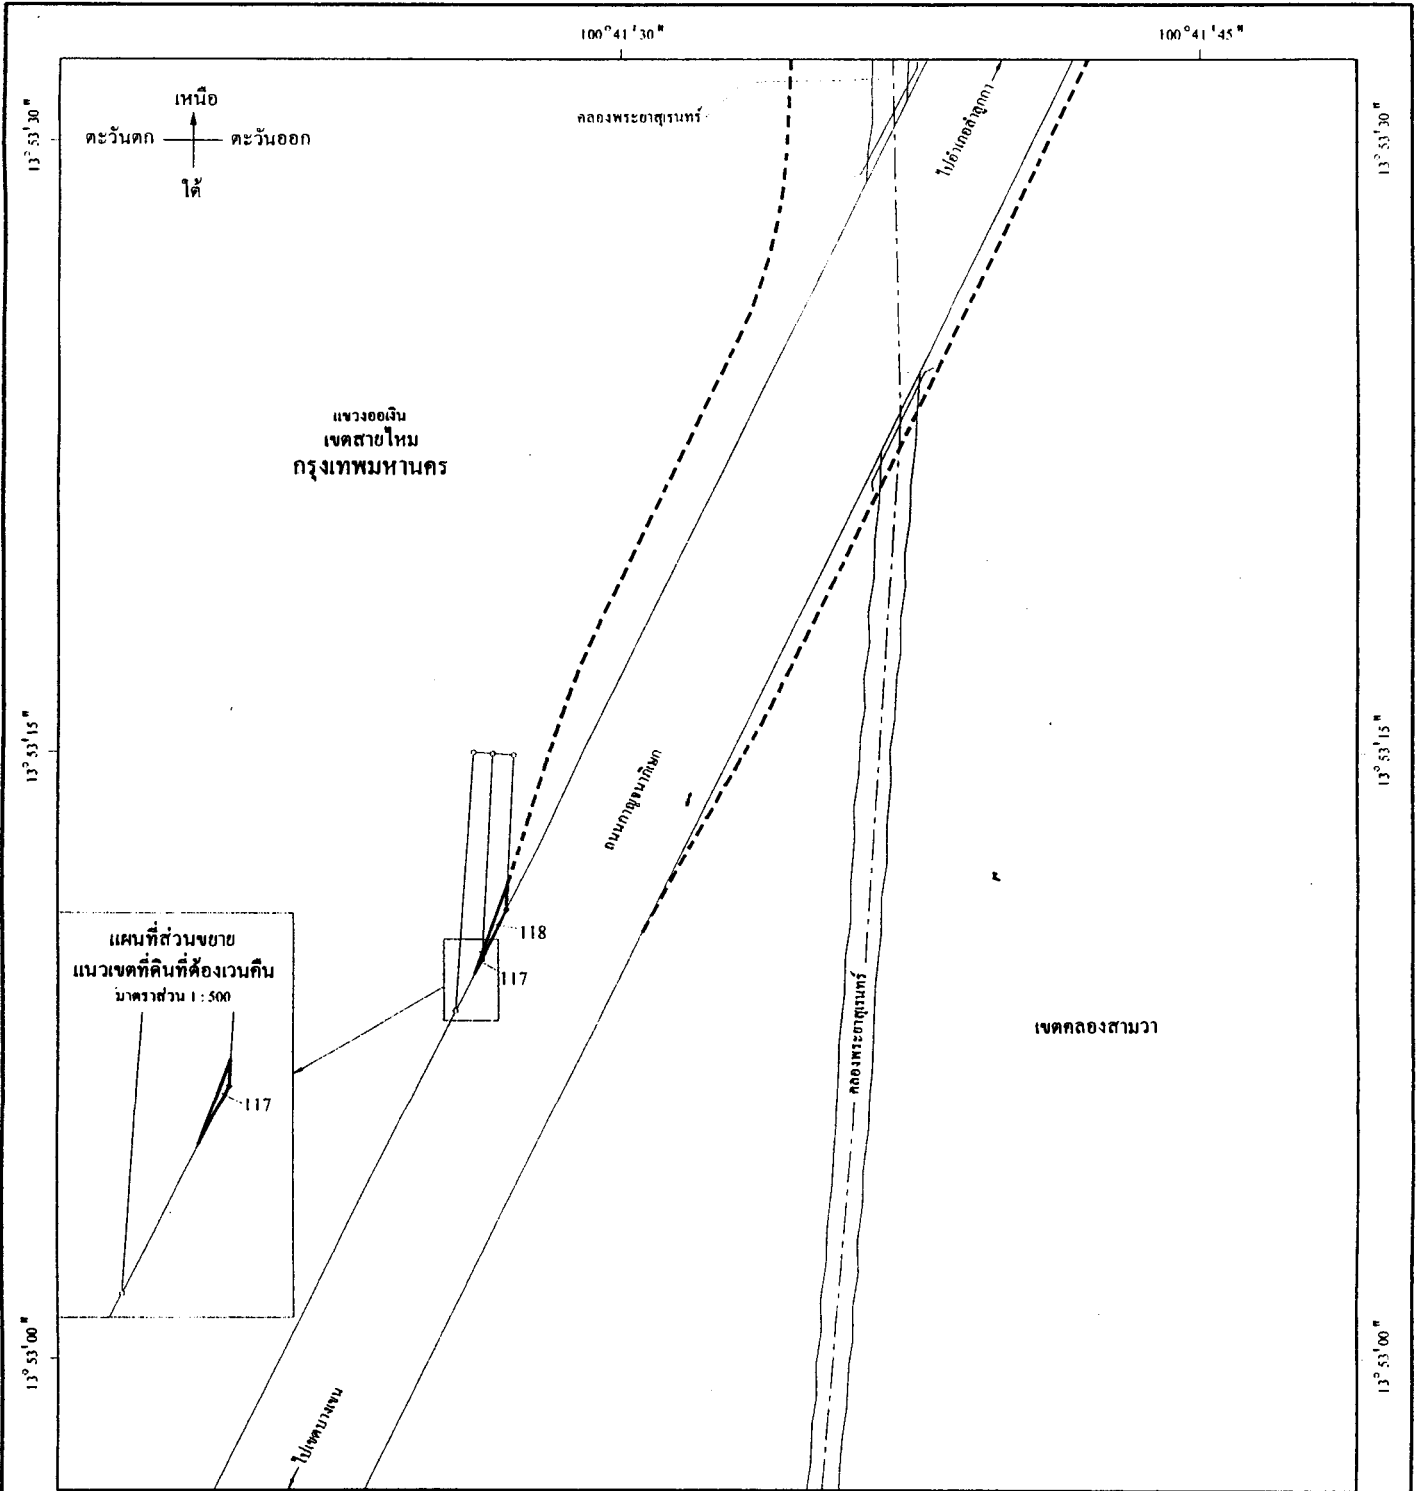 100°41'30"
100°41'45"
13°53'30"
13°53'30"
เหนือ
ตะวันตก
ตะวันออก
ใต้
คลองพระยาสุเรนทร์
ไปอำเภอลำลูกกา
แขวงออเงิน
เขตสายไหม
กรุงเทพมหานคร
13°53'15"
13°53'15"
ถนนกาญจนาภิเษก
118
117
แผนที่ส่วนขยาย
แนวเขตที่ดินที่ต้องเวนคืน
มาตราส่วน 1 : 500
117
คลองพระยาสุเรนทร์
เขตคลองสามวา
13°53'00"
13°53'00"
ไปเขตบางเขน